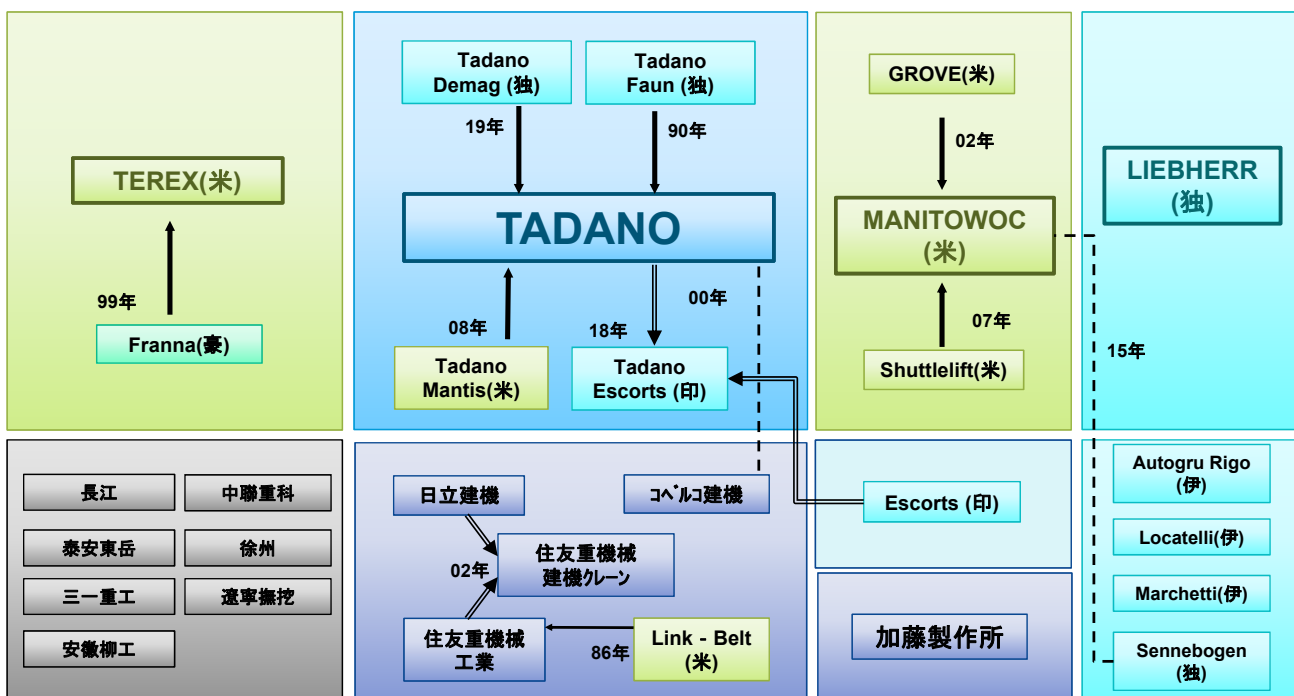 TEREX(米)
99年
Franna(豪)
Tadano
Demag (独)
Tadano
Faun (独)
19年
90年
TADANO
00年
08年
18年
Tadano
Mantis(米)
Tadano
Escorts (印)
GROVE(米)
02年
MANITOWOC
(米)
07年
Shuttlelift(米)
LIEBHERR
(独)
15年
長江
中聯重科
泰安東岳
徐州
三一重工
遼寧撫挖
安徽柳工
日立建機
コベルコ建機
02年
住友重機械
建機クレーン
住友重機械
工業
86年
Link - Belt
(米)
Escorts (印)
加藤製作所
Autogru Rigo
(伊)
Locatelli(伊)
Marchetti(伊)
Sennebogen
(独)